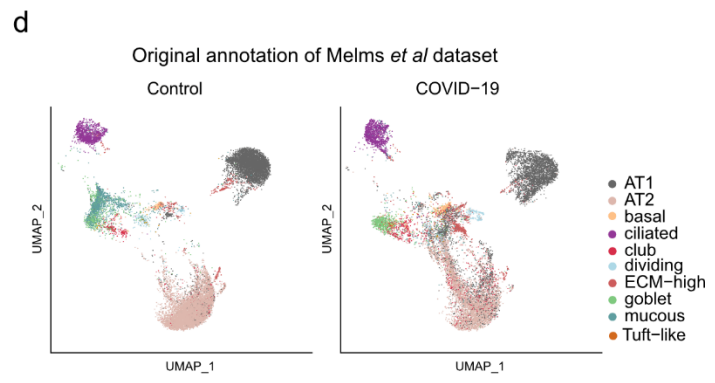 d
Original annotation of Melms et al dataset
Control
COVID−19
UMAP_2
UMAP_1
UMAP_2
UMAP_1
AT1
AT2
basal
ciliated
club
dividing
ECM−high
goblet
mucous
Tuft−like